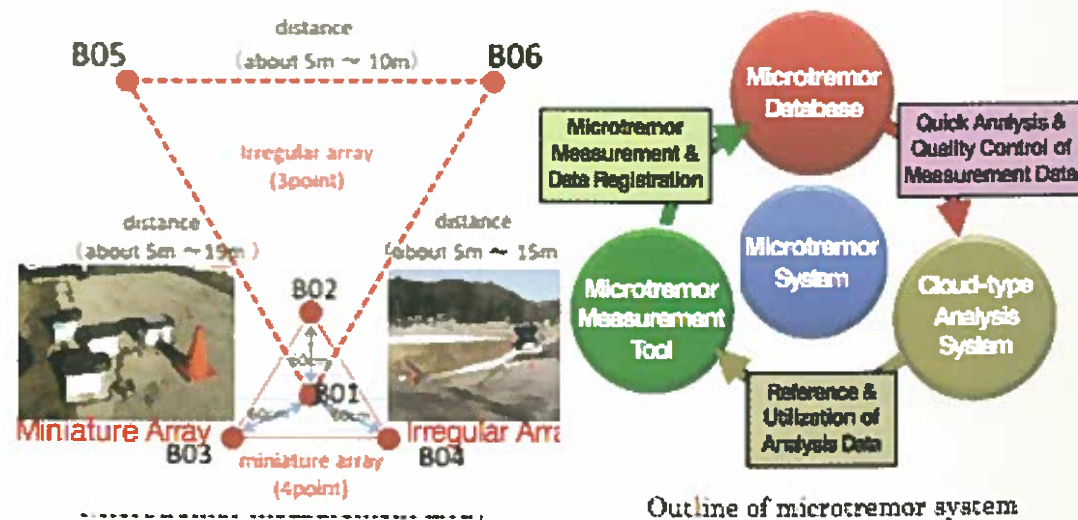 distance
(about 5m ~ 10m)
B05
B06
Irregular array
(3point)
distance
(about 5m ~ 19m)
distance
(about 5m ~ 15m
B02
B01
60cm
Miniature Array
Irregular Arra
B03
B04
miniature array
(4point)
Microtremor
Database
Microtremor
Measurement &
Data Registration
Quick Analysis &
Quality Control of
Measurement Data
Microtremor
System
Microtremor
Measurement
Tool
Cloud-type
Analysis
System
Reference &
Utilization of
Analysis Data
Outline of microtremor system